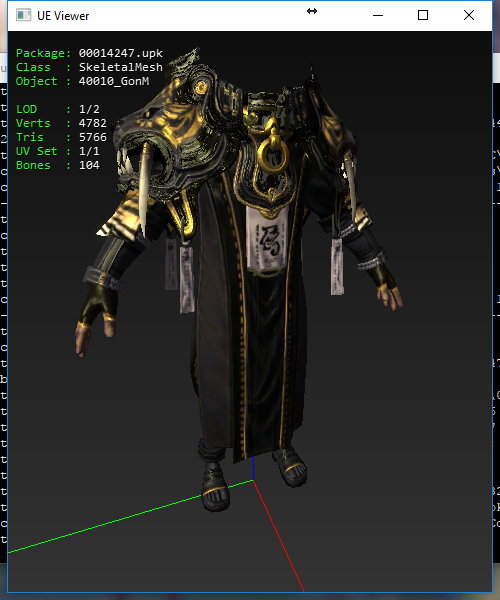 UE Viewer
Package: 00014247.upk
Class : SkeletalMesh
Object : 40010_GonM
LOD : 1/2
Verts : 4782
Tris : 5766
UV Set : 1/1
Bones : 104